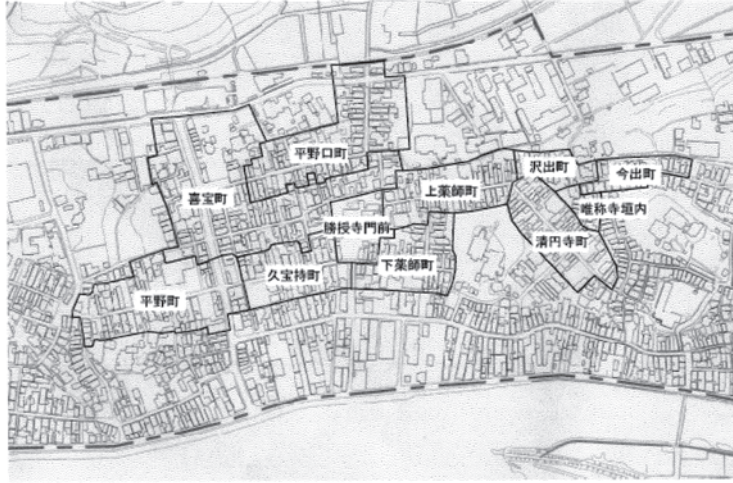 平野口町
沢出町
今出町
喜宝町
上薬師町
唯称寺垣内
勝授寺門前
清円寺町
下薬師町
久宝持町
平野町